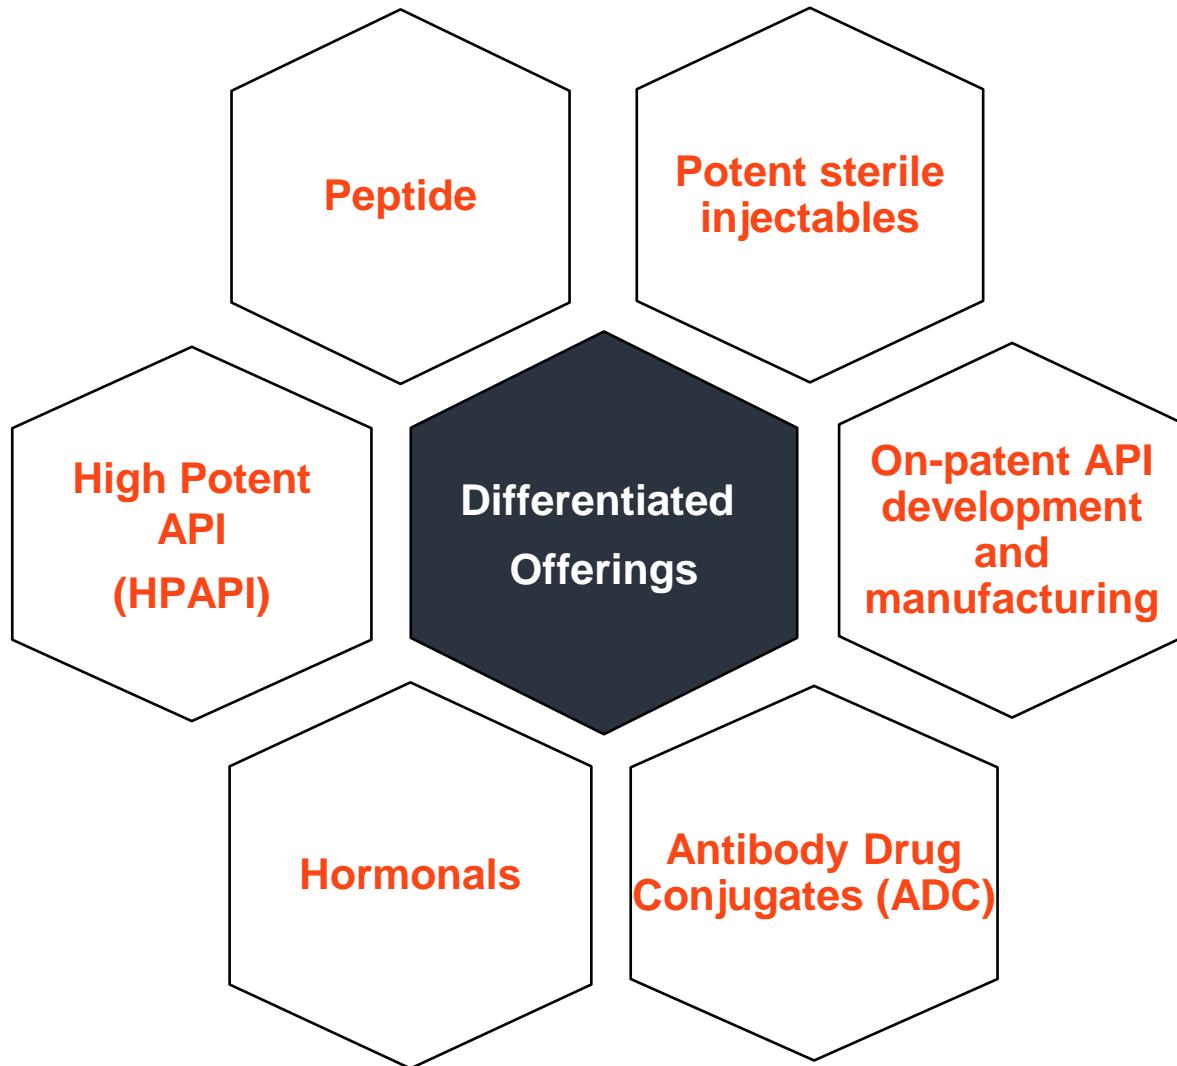 Peptide
Potent sterile
injectables
High Potent
API
(HPAPI)
Differentiated
Offerings
On-patent API
development
and
manufacturing
Hormonals
Antibody Drug
Conjugates (ADC)